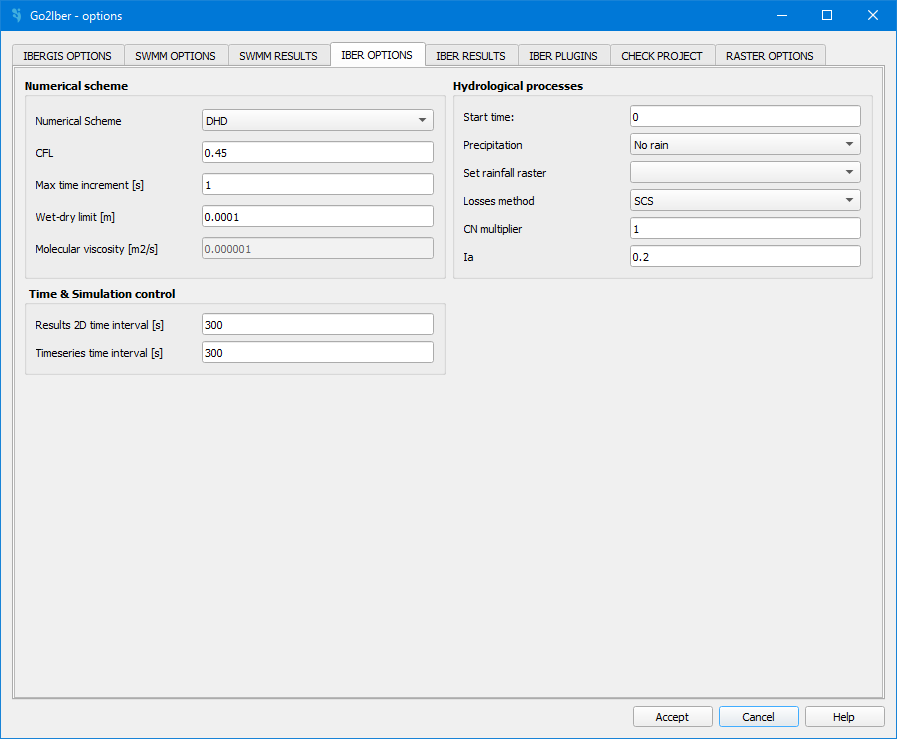 Go2Iber - options
IBERGIS OPTIONS SWMM OPTIONS SWMM RESULTS IBER OPTIONS IBER RESULTS IBER PLUGINS CHECK PROJECT RASTER OPTIONS
Numerical scheme
Numerical Scheme DHD
CFL 0.45
Max time increment [s] 1
Wet-dry limit [m] 0.0001
Molecular viscosity [m2/s] 0.000001
Time & Simulation control
Results 2D time interval [s] 300
Timeseries time interval [s] 300
Hydrological processes
Start time: 0
Precipitation No rain
Set rainfall raster
Losses method SCS
CN multiplier 1
Ia 0.2
Accept Cancel Help